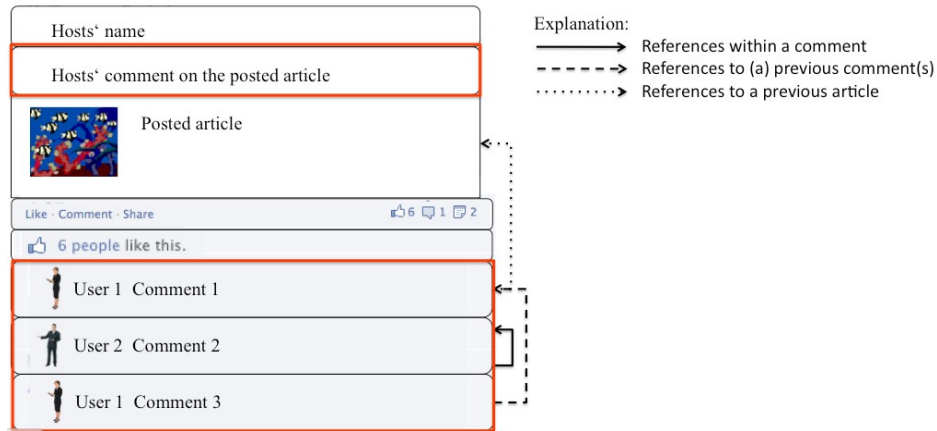 Hosts‘ name
Hosts‘ comment on the posted article
Posted article
Like · Comment · Share 6 1 2
6 people like this.
User 1 Comment 1
User 2 Comment 2
User 1 Comment 3
Explanation:
References within a comment
References to (a) previous comment(s)
References to a previous article